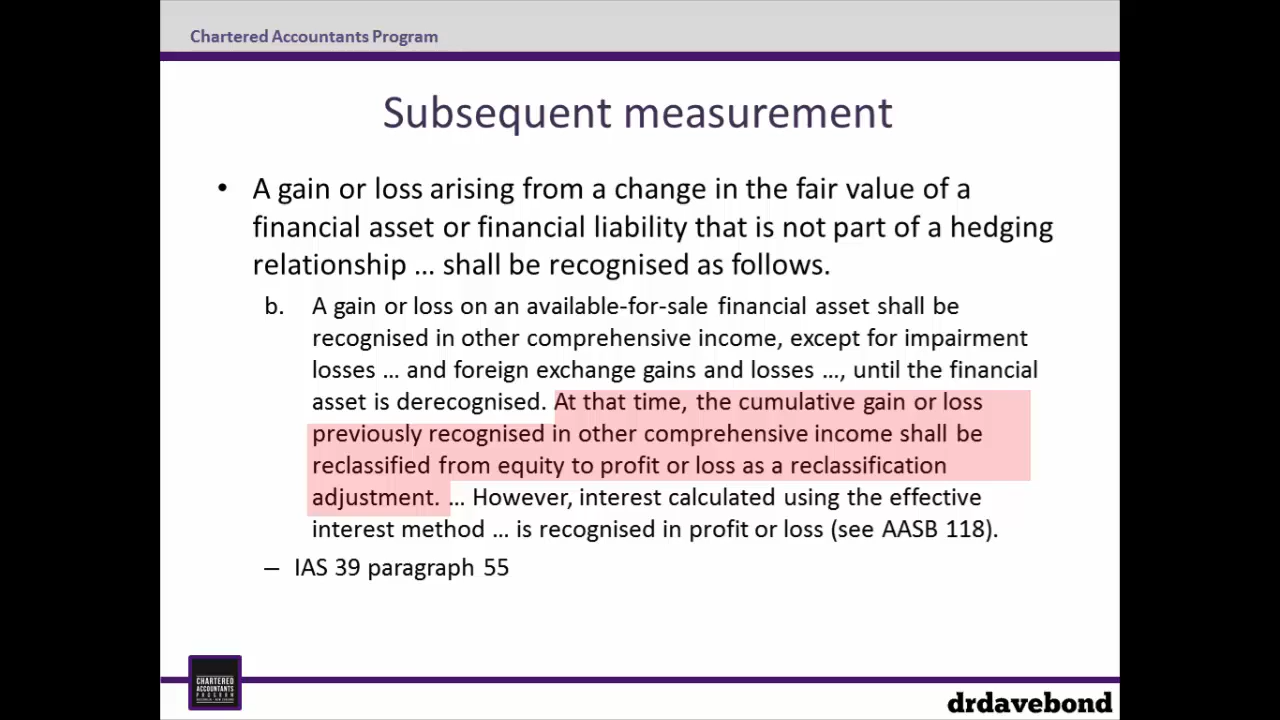 Chartered Accountants Program
Subsequent measurement
• A gain or loss arising from a change in the fair value of a
financial asset or financial liability that is not part of a hedging
relationship … shall be recognised as follows.
b. A gain or loss on an available-for-sale financial asset shall be
recognised in other comprehensive income, except for impairment
losses … and foreign exchange gains and losses …, until the financial
asset is derecognised. At that time, the cumulative gain or loss
previously recognised in other comprehensive income shall be
reclassified from equity to profit or loss as a reclassification
adjustment. … However, interest calculated using the effective
interest method … is recognised in profit or loss (see AASB 118).
– IAS 39 paragraph 55
CHARTERED
ACCOUNTANTS
PROGRAM
drdavebond